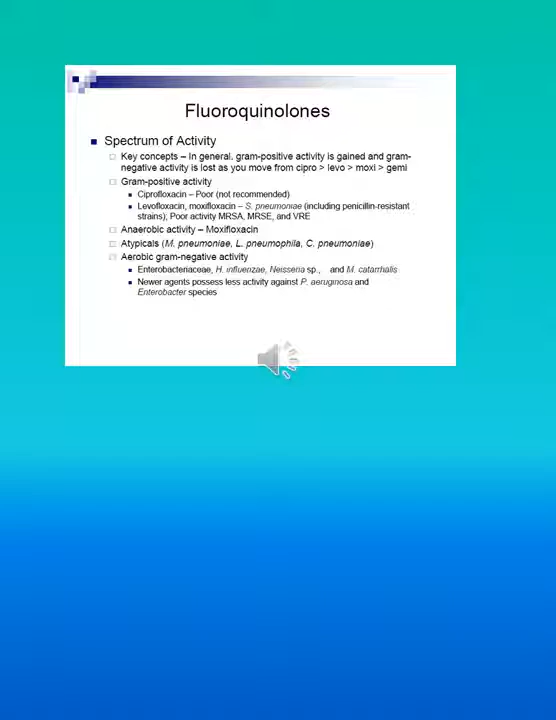 Fluoroquinolones
Spectrum of Activity
Key concepts – In general, gram-positive activity is gained and gram-
negative activity is lost as you move from cipro > levo > moxi > gemi
Gram-positive activity
Ciprofloxacin – Poor (not recommended)
Levofloxacin, moxifloxacin – S. pneumoniae (including penicillin-resistant
strains); Poor activity MRSA, MRSE, and VRE
Anaerobic activity – Moxifloxacin
Atypicals (M. pneumoniae, L. pneumophila, C. pneumoniae)
Aerobic gram-negative activity
Enterobacteriaceae, H. influenzae, Neisseria sp., and M. catarrhalis
Newer agents possess less activity against P. aeruginosa and
Enterobacter species